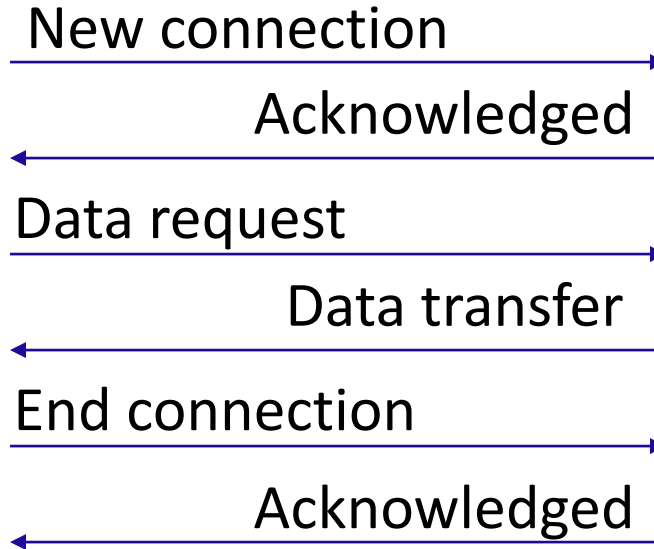 New connection
Acknowledged
Data request
Data transfer
End connection
Acknowledged